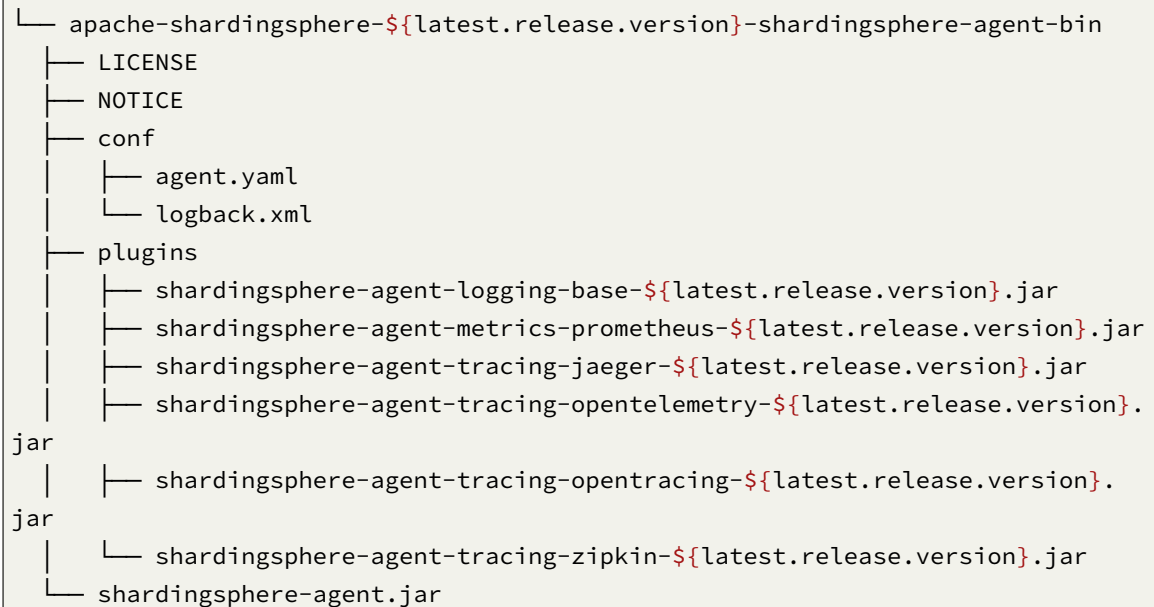 └── apache-shardingsphere-${latest.release.version}-shardingsphere-agent-bin
├── LICENSE
├── NOTICE
├── conf
│   ├── agent.yaml
│   └── logback.xml
├── plugins
│   ├── shardingsphere-agent-logging-base-${latest.release.version}.jar
│   ├── shardingsphere-agent-metrics-prometheus-${latest.release.version}.jar
│   ├── shardingsphere-agent-tracing-jaeger-${latest.release.version}.jar
│   ├── shardingsphere-agent-tracing-opentelemetry-${latest.release.version}.
jar
│   ├── shardingsphere-agent-tracing-opentracing-${latest.release.version}.
jar
│   └── shardingsphere-agent-tracing-zipkin-${latest.release.version}.jar
└── shardingsphere-agent.jar